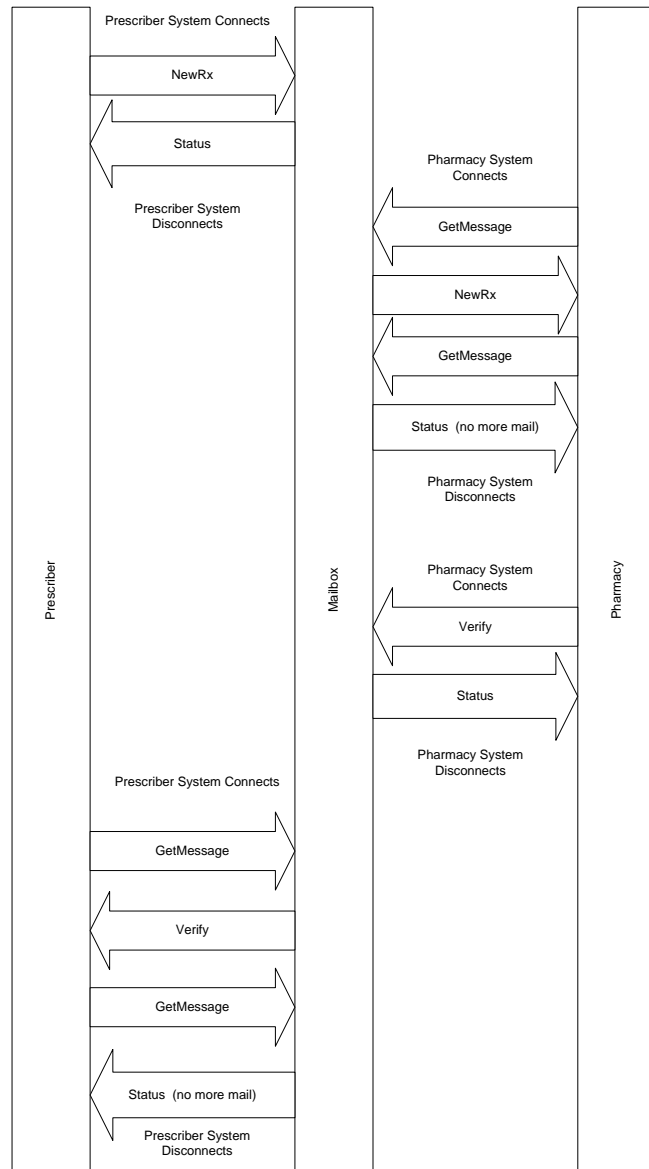 Prescriber System Connects
NewRx
Status
Prescriber System
Disconnects
Pharmacy System
Connects
GetMessage
NewRx
GetMessage
Status  (no more mail)
Pharmacy System
Disconnects
Prescriber
Mailbox
Pharmacy
Pharmacy System
Connects
Verify
Status
Pharmacy System
Disconnects
Prescriber System Connects
GetMessage
Verify
GetMessage
Status  (no more mail)
Prescriber System
Disconnects